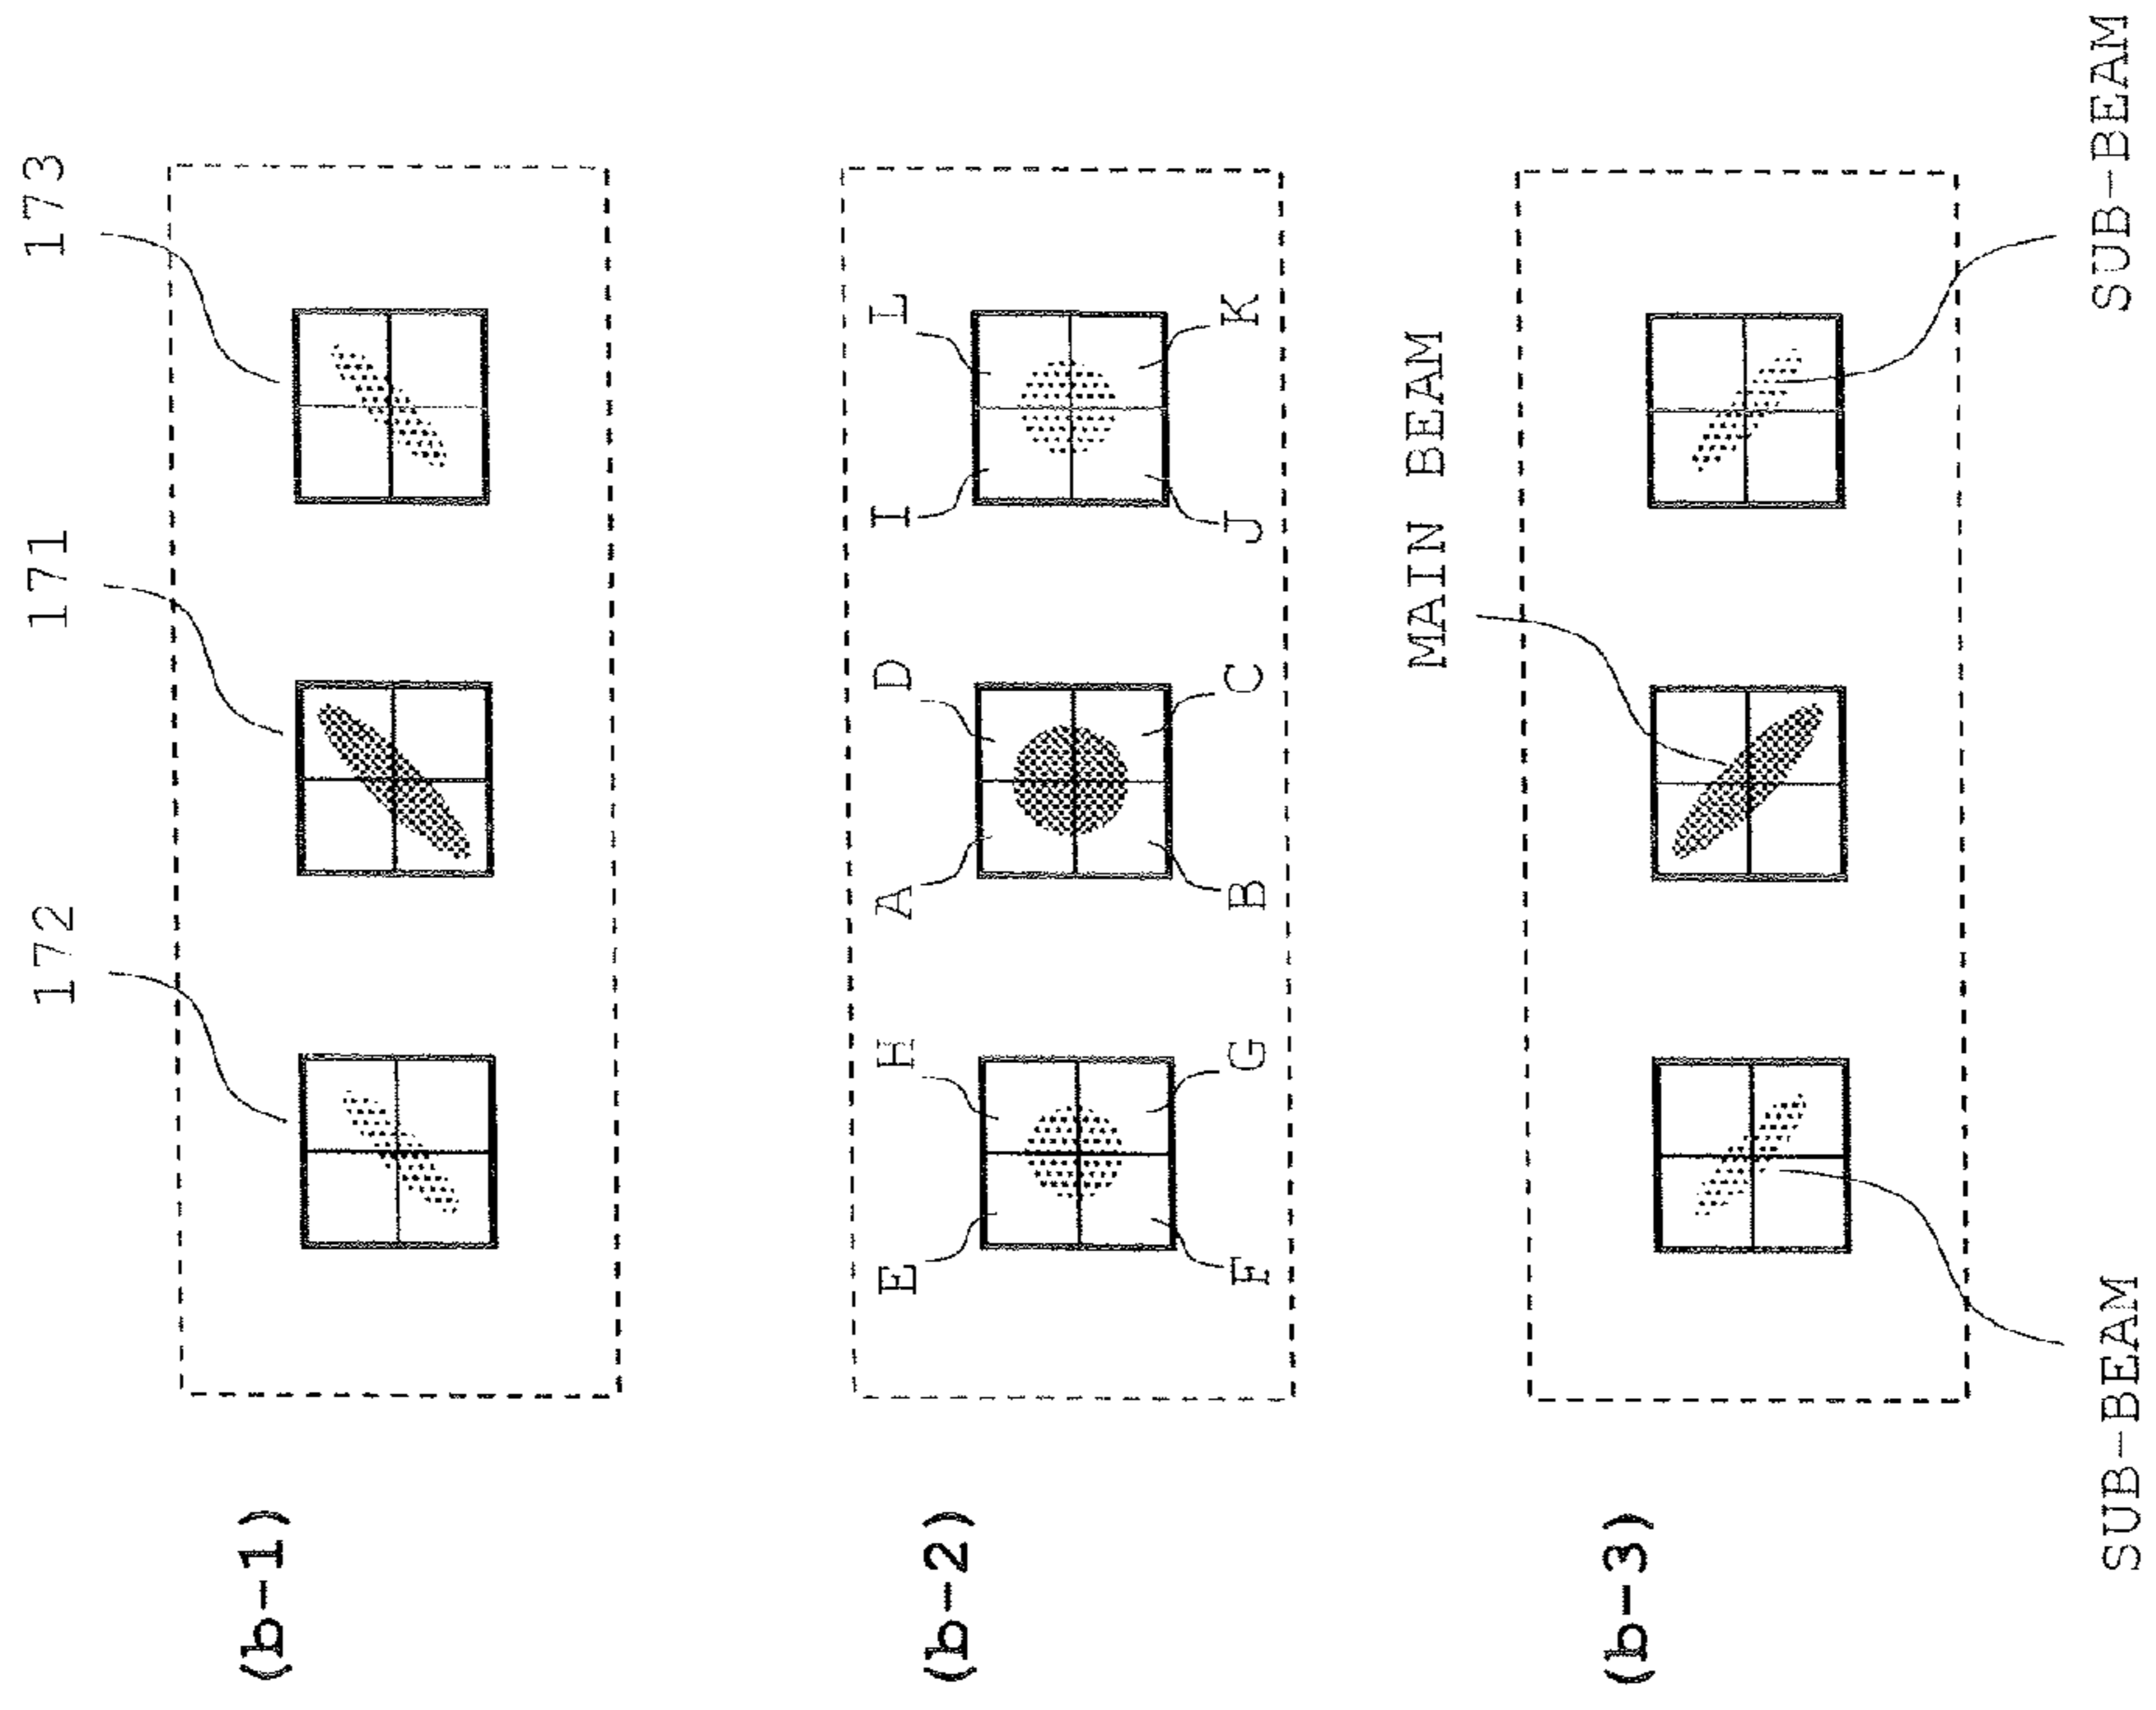 172 171 173
(b-1)
E H A D I L
(b-2)
F G B C J K
MAIN BEAM
(b-3)
SUB-BEAM SUB-BEAM